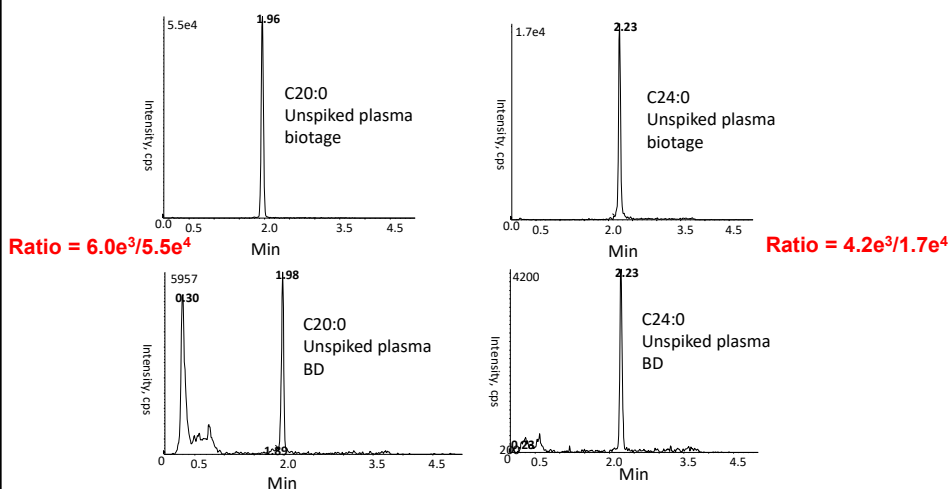 5.5e4
1.96
C20:0
Unspiked plasma
biotage
Intensity, cps
0.0 0.5 2.0 3.5 4.5
Min
1.7e4
2.23
C24:0
Unspiked plasma
biotage
Intensity, cps
0.0 0.5 2.0 3.5 4.5
Min
Ratio = 6.0e³/5.5e⁴
Ratio = 4.2e³/1.7e⁴
5957
0.30
1.98
C20:0
Unspiked plasma
BD
Intensity, cps
0 0.5 2.0 3.5 4.5
Min
4200
2.23
C24:0
Unspiked plasma
BD
Intensity, cps
0.23
0 0.5 2.0 3.5 4.5
Min